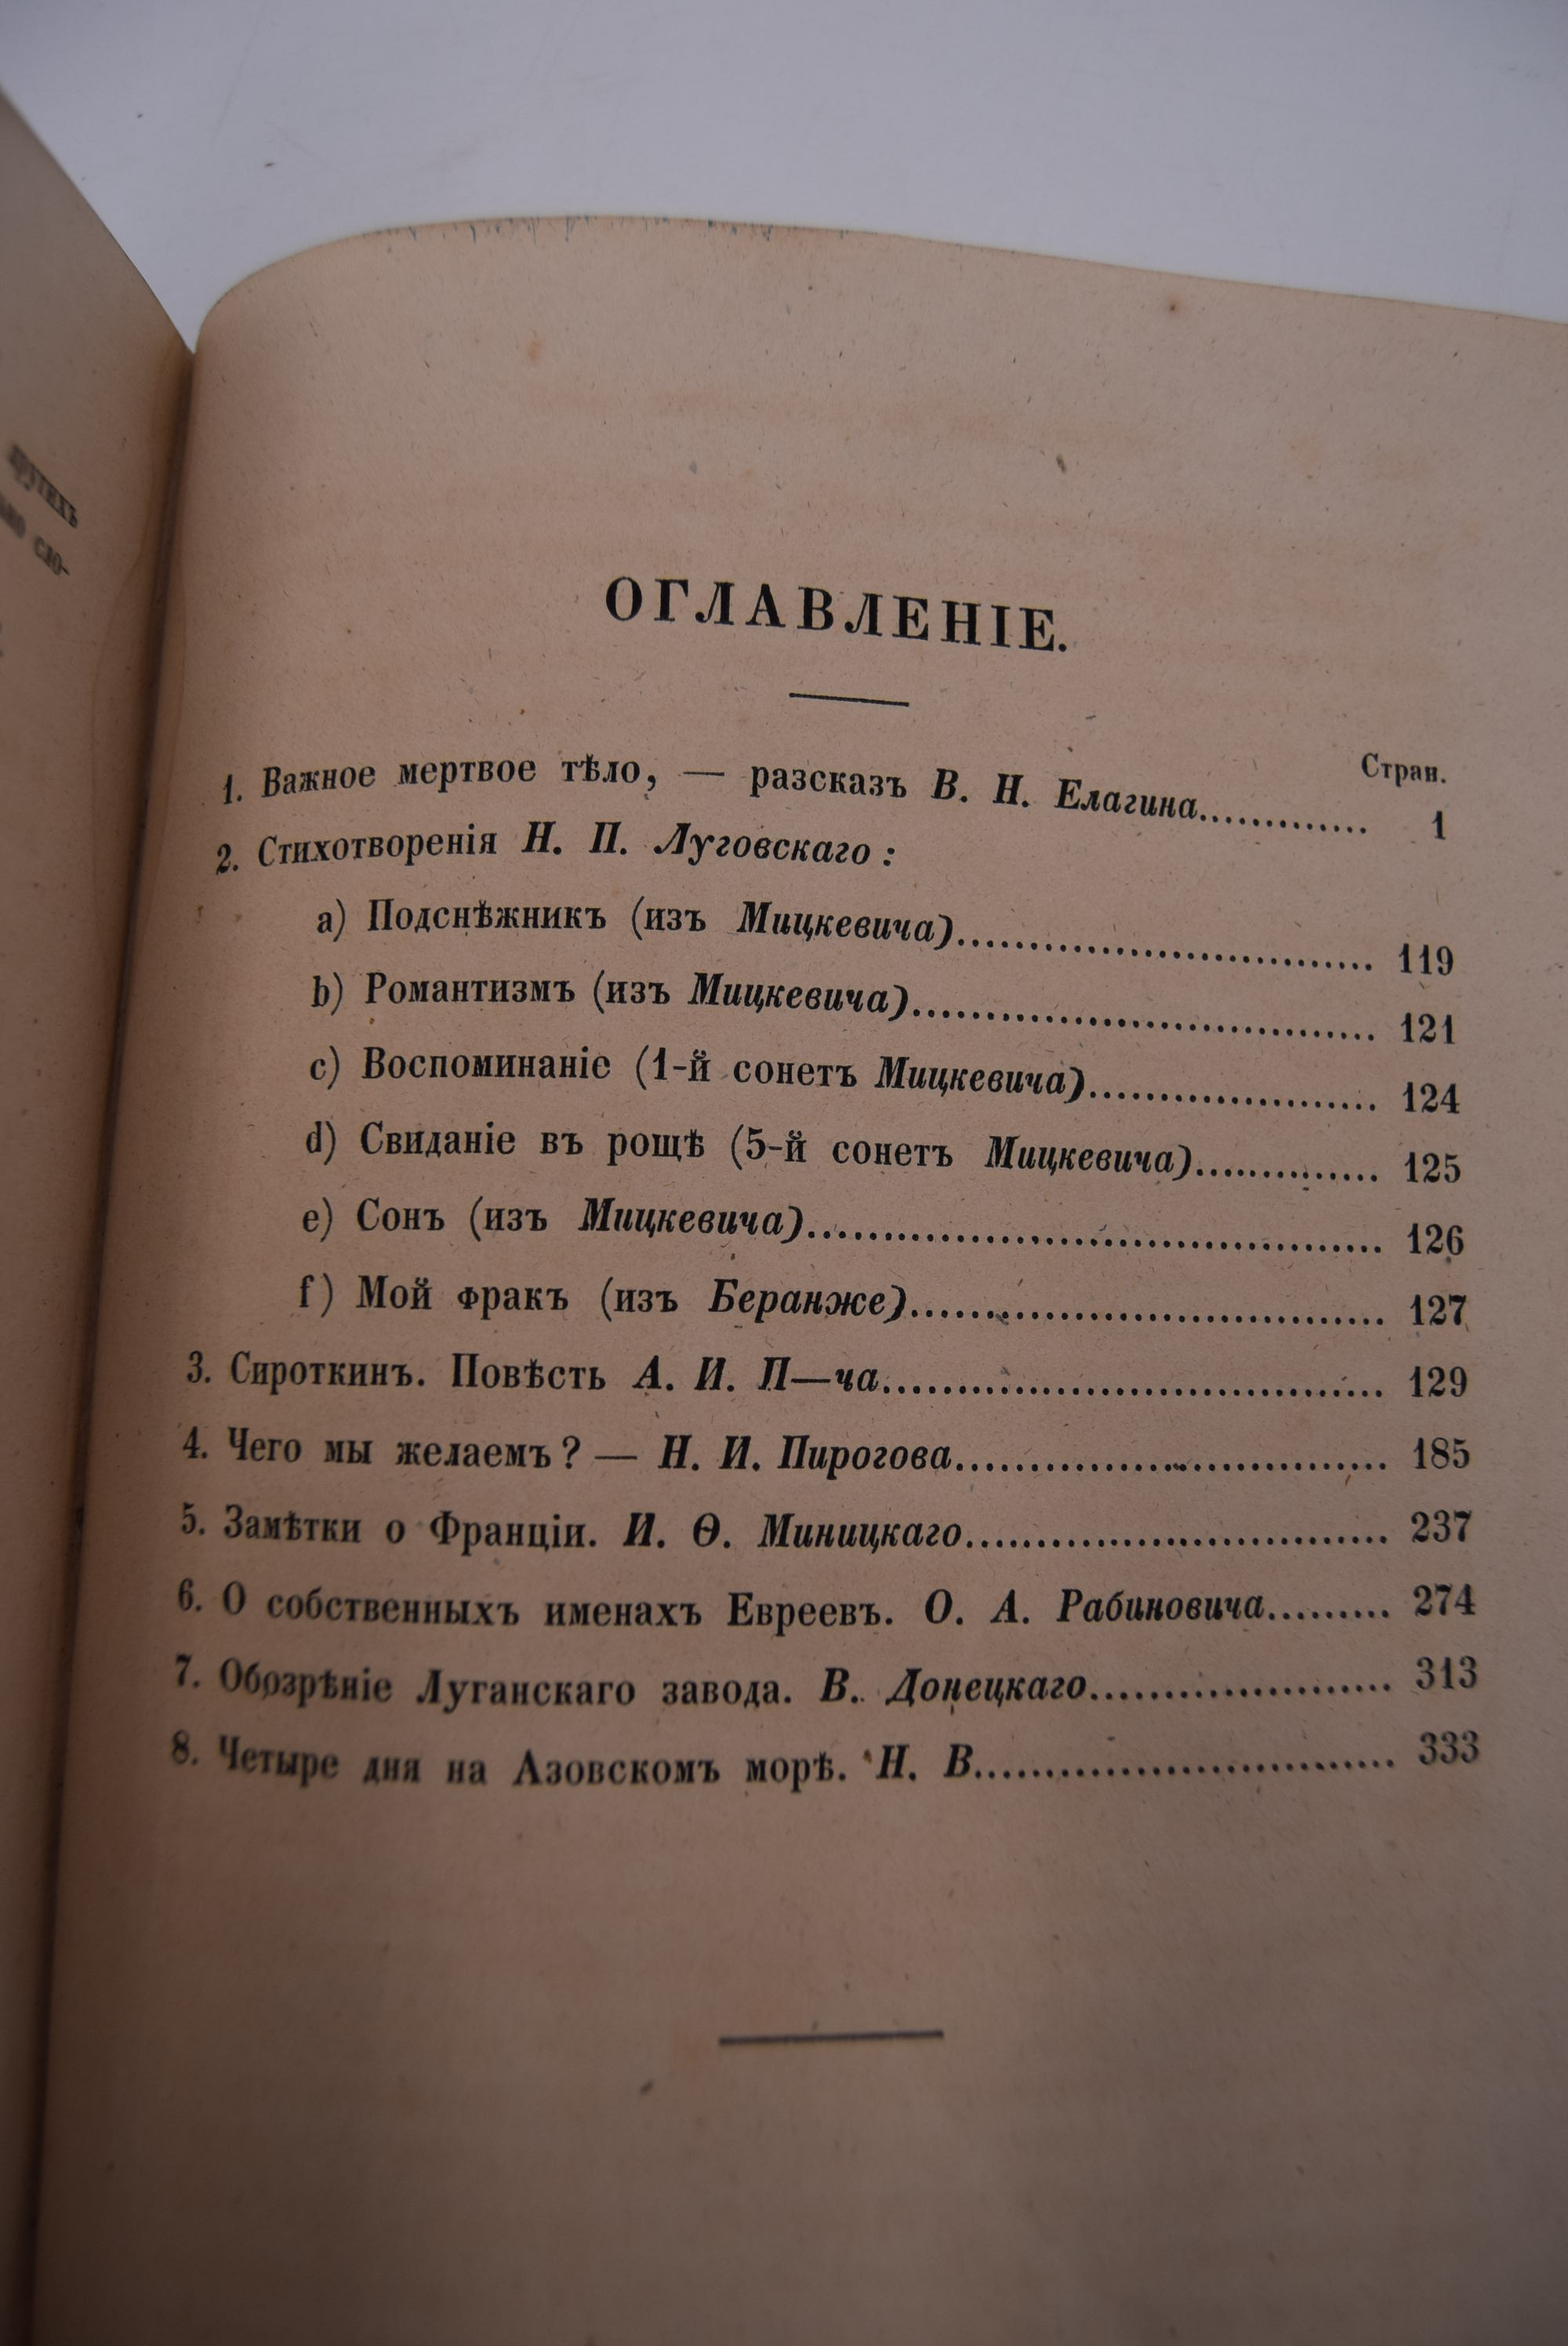 ОГЛАВЛЕНІЕ.
Стран.
1. Важное мертвое тѣло, — разсказъ В. Н. Елагина............. 1
2. Стихотворенія Н. П. Луговскаго:
a) Подснѣжникъ (изъ Мицкевича)............................. 119
b) Романтизмъ (изъ Мицкевича)................................ 121
c) Воспоминаніе (1-й сонетъ Мицкевича).................... 124
d) Свиданіе въ рощѣ (5-й сонетъ Мицкевича)............. 125
e) Сонъ (изъ Мицкевича)........................................ 126
f) Мой фракъ (изъ Беранже)................................. 127
3. Сироткинъ. Повѣсть А. И. П—ча................................... 129
4. Чего мы желаемъ? — Н. И. Пирогова.............................. 185
5. Замѣтки о Франціи. И. Ѳ. Миницкаго............................. 237
6. О собственныхъ именахъ Евреевъ. О. А. Рабиновича......... 274
7. Обозрѣніе Луганскаго завода. В. Донецкаго..................... 313
8. Четыре дня на Азовскомъ морѣ. Н. В............................. 333